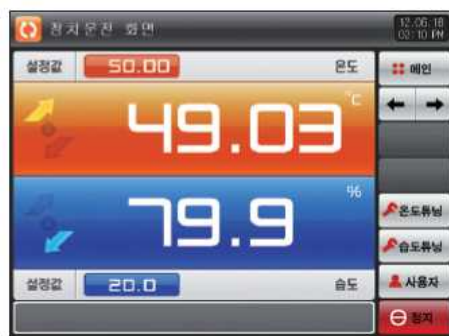 장치운전 화면
12.06.18
02:10 PM
설정값 50.00 온도
메인
49.03 ℃
79.9 %
온도튜닝
습도튜닝
설정값 20.0 습도
사용자
정지